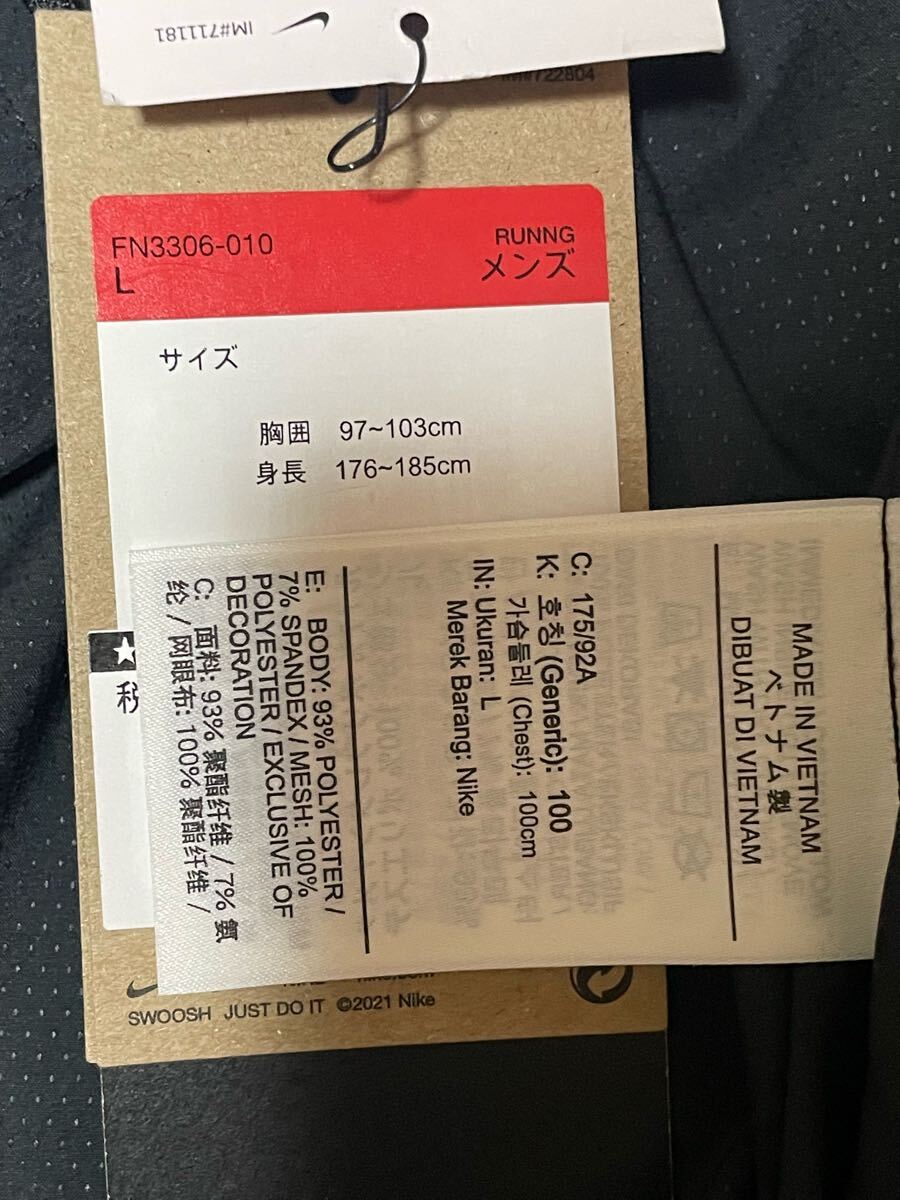 IM#711181
IM#722804
FN3306-010
L
RUNNG
メンズ
サイズ
胸囲 97~103cm
身長 176~185cm
税
MADE IN VIETNAM
ベトナム製
DIBUAT DI VIETNAM
C: 175/92A
K: 호칭 (Generic): 100
가슴둘레 (Chest): 100cm
IN: Ukuran: L
Merek Barang: Nike
E: BODY: 93% POLYESTER /
7% SPANDEX / MESH: 100%
POLYESTER / EXCLUSIVE OF
DECORATION
C: 面料: 93% 聚酯纤维 / 7% 氨
纶 / 网眼布: 100% 聚酯纤维 /
SWOOSH JUST DO IT ©2021 Nike